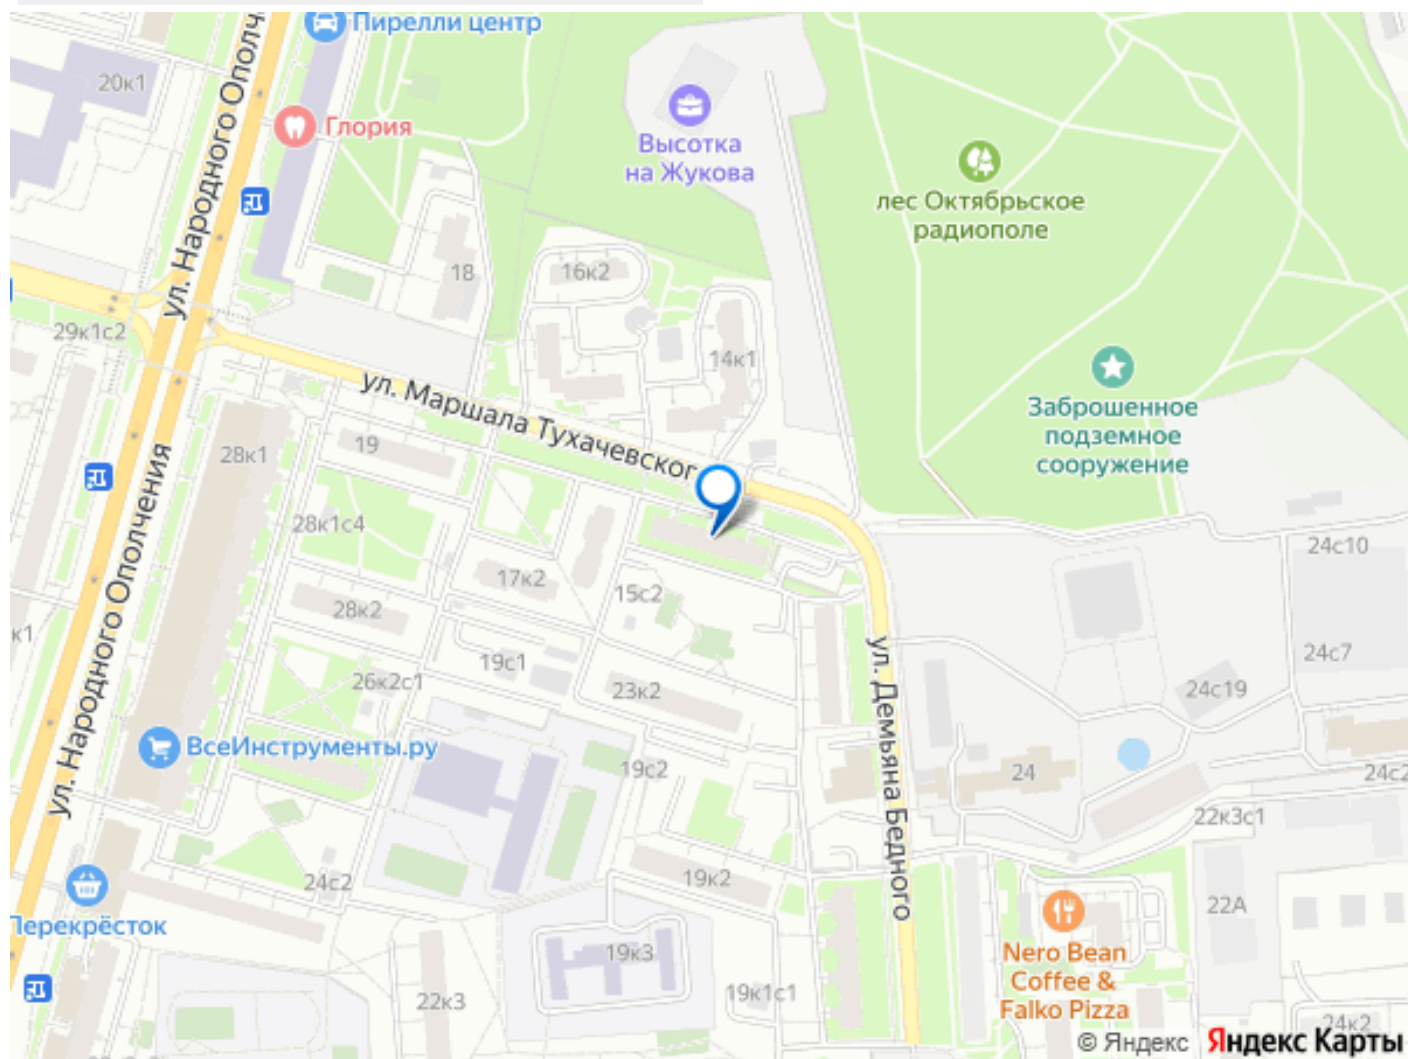 Пирелли центр
20к1
ул. Народного Ополч
Глория
Высотка
на Жукова
лес Октябрьское
радиополе
18
16к2
29к1с2
14к1
ул. Маршала Тухачевског
Заброшенное
подземное
сооружение
19
28к1
ул. Народного Ополчения
28к1с4
24с10
17к2
15с2
28к2
к1
ул. Демьяна Бедного
24с7
19с1
23к2
26к2с1
24с19
ВсеИнструменты.ру
19с2
24
24с2
22к3с1
24с2
19к2
22А
Перекрёсток
19к3
Nero Bean
Coffee &
Falko Pizza
22к3
19к1с1
24к2
© Яндекс
Яндекс Карты